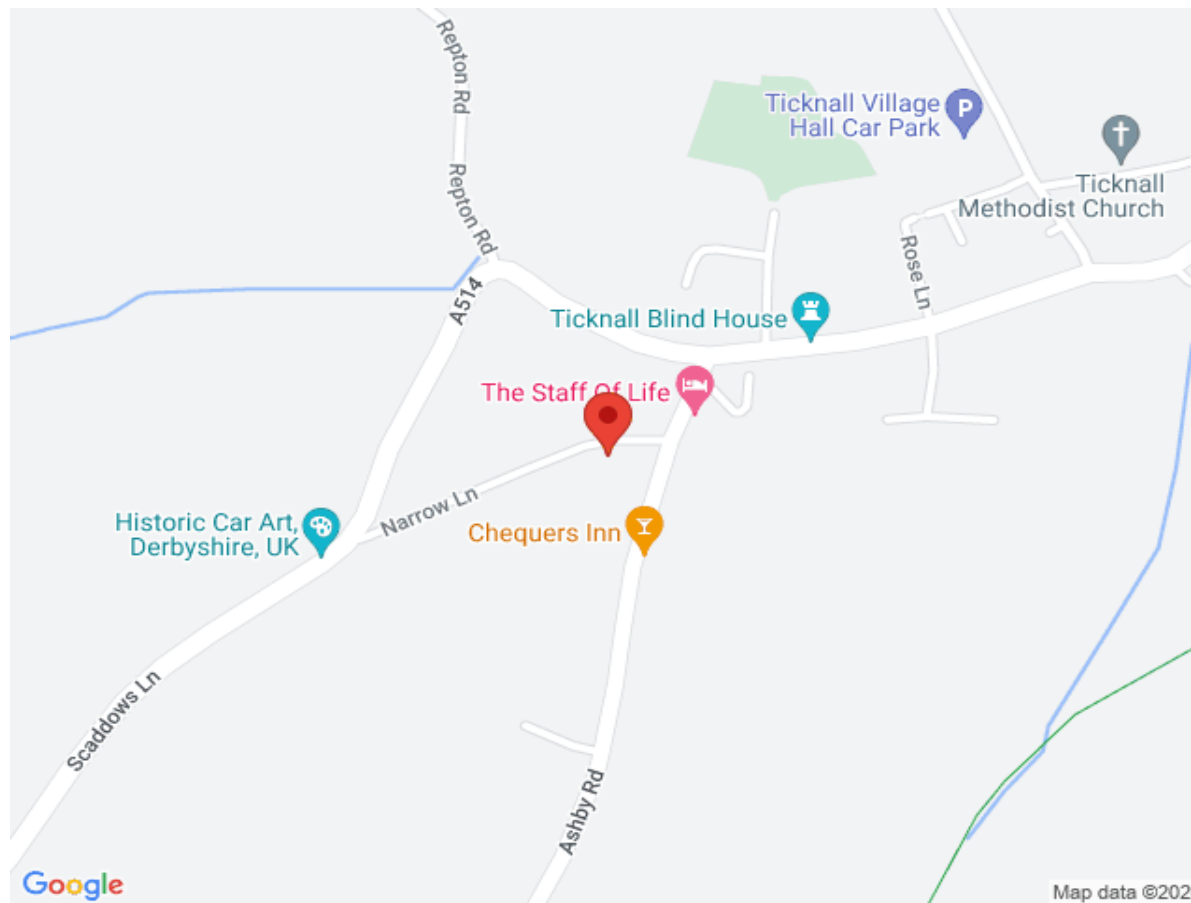 Repton Rd
Ticknall Village
Hall Car Park
P
Repton Rd
Ticknall
Methodist Church
Rose Ln
A514
Ticknall Blind House
The Staff Of Life
Narrow Ln
Historic Car Art,
Derbyshire, UK
Chequers Inn
Scaddows Ln
Ashby Rd
Google
Map data ©202